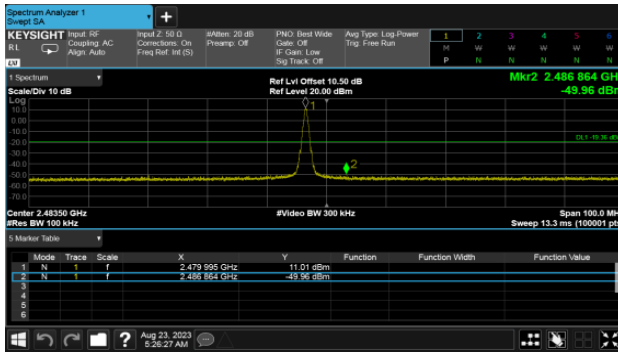 Spectrum Analyzer 1
Swept SA
+
KEYSIGHT
RL
Input: RF
Coupling: AC
Align: Auto
Input Z: 50 Ω
Corrections: On
Freq Ref: Int (S)
#Atten: 20 dB
Preamp: Off
PNO: Best Wide
Gate: Off
IF Gain: Low
Sig Track: Off
Avg Type: Log-Power
Trig: Free Run
1 2 3 4 5 6
M W W W W W
P N N N N N
1 Spectrum
Scale/Div 10 dB
Ref Lvl Offset 10.50 dB
Ref Level 20.00 dBm
Mkr2 2.486 864 GH
-49.96 dBr
Log
10.0
0.00
-10.0
-20.0
-30.0
-40.0
-50.0
-60.0
-70.0
1
2
Center 2.48350 GHz
#Res BW 100 kHz
#Video BW 300 kHz
Span 100.0 MH
Sweep 13.3 ms (100001 pts
5 Marker Table
Mode Trace Scale X Y Function Function Width Function Value
1 N 1 f 2.479 995 GHz 11.01 dBm
2 N 1 f 2.486 864 GHz -49.96 dBm
3
4
5
6
?
Aug 23, 2023
5:26:27 AM